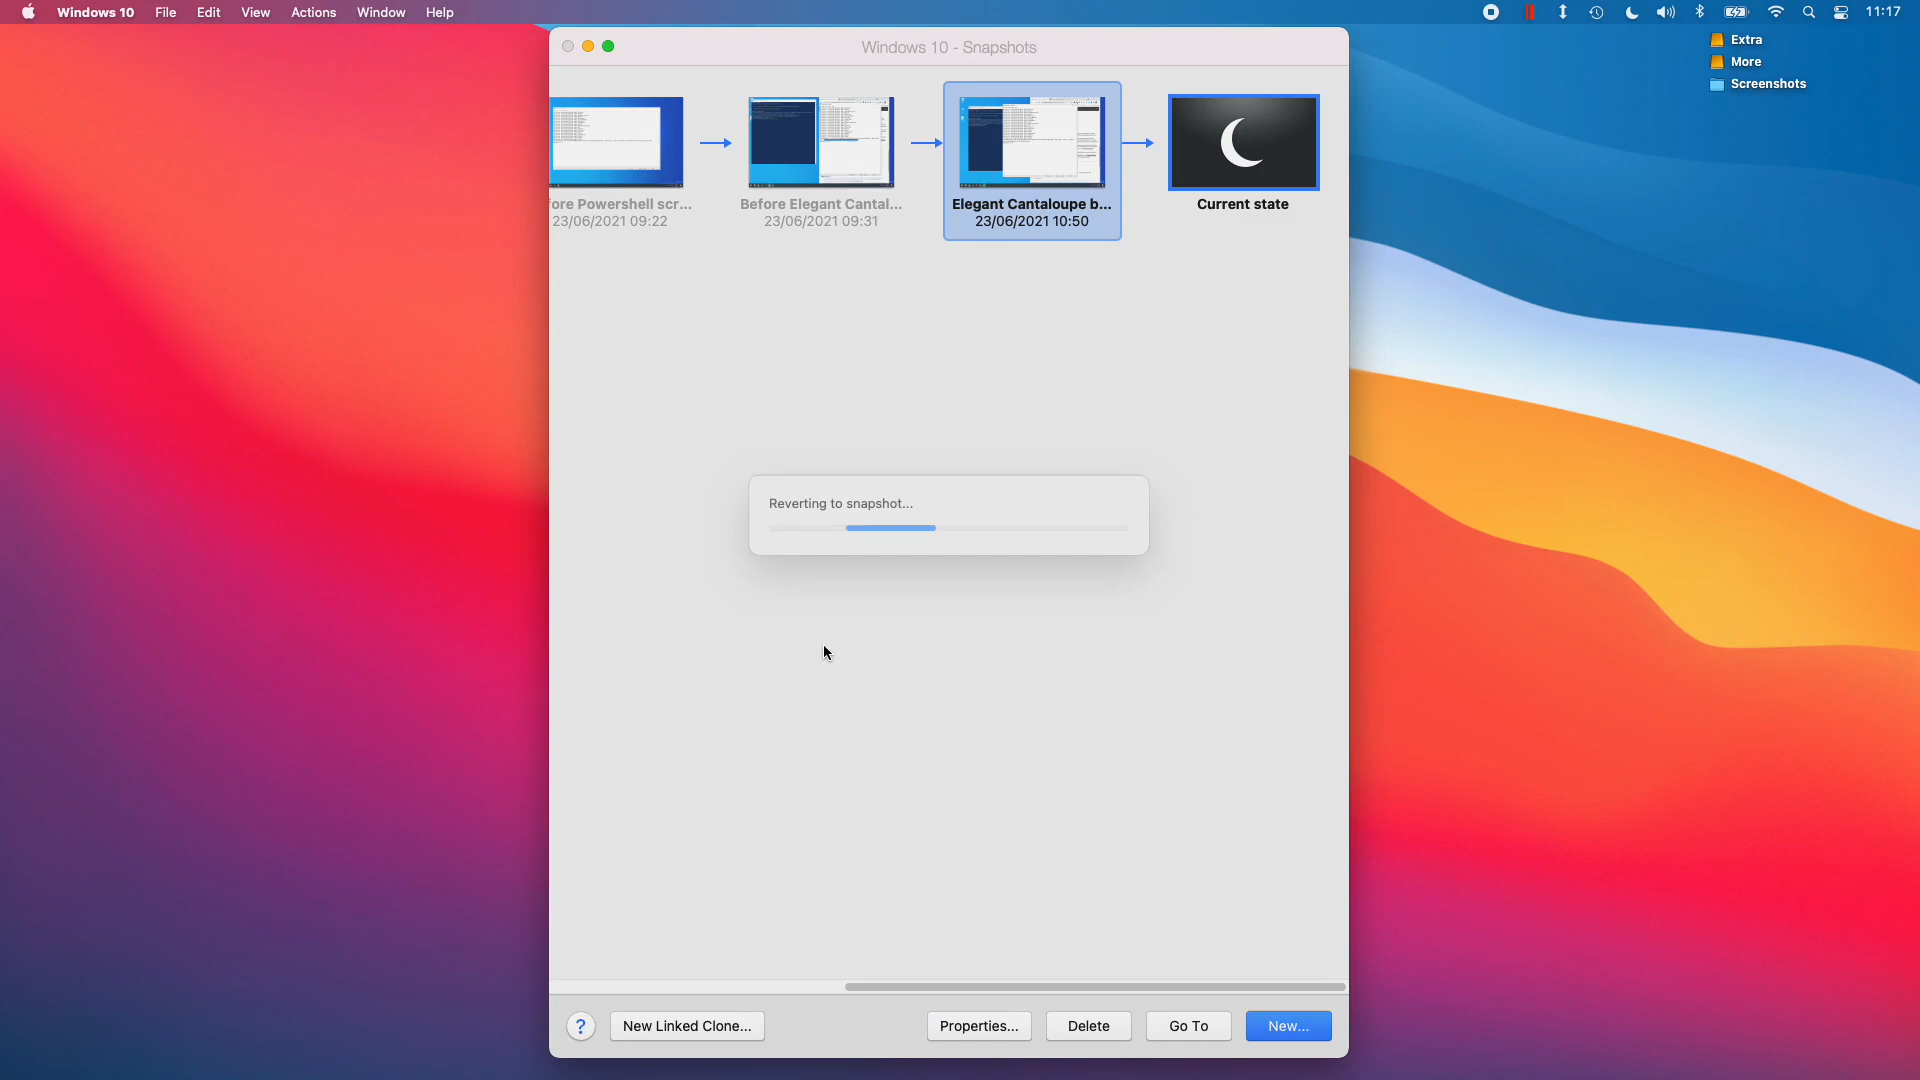 Windows 10 File Edit View Actions Window Help 11:17
Extra
More
Screenshots
Windows 10 - Snapshots
fore Powershell scr...
23/06/2021 09:22
Before Elegant Cantal...
23/06/2021 09:31
Elegant Cantaloupe b...
23/06/2021 10:50
Current state
Reverting to snapshot...
? New Linked Clone... Properties... Delete Go To New...